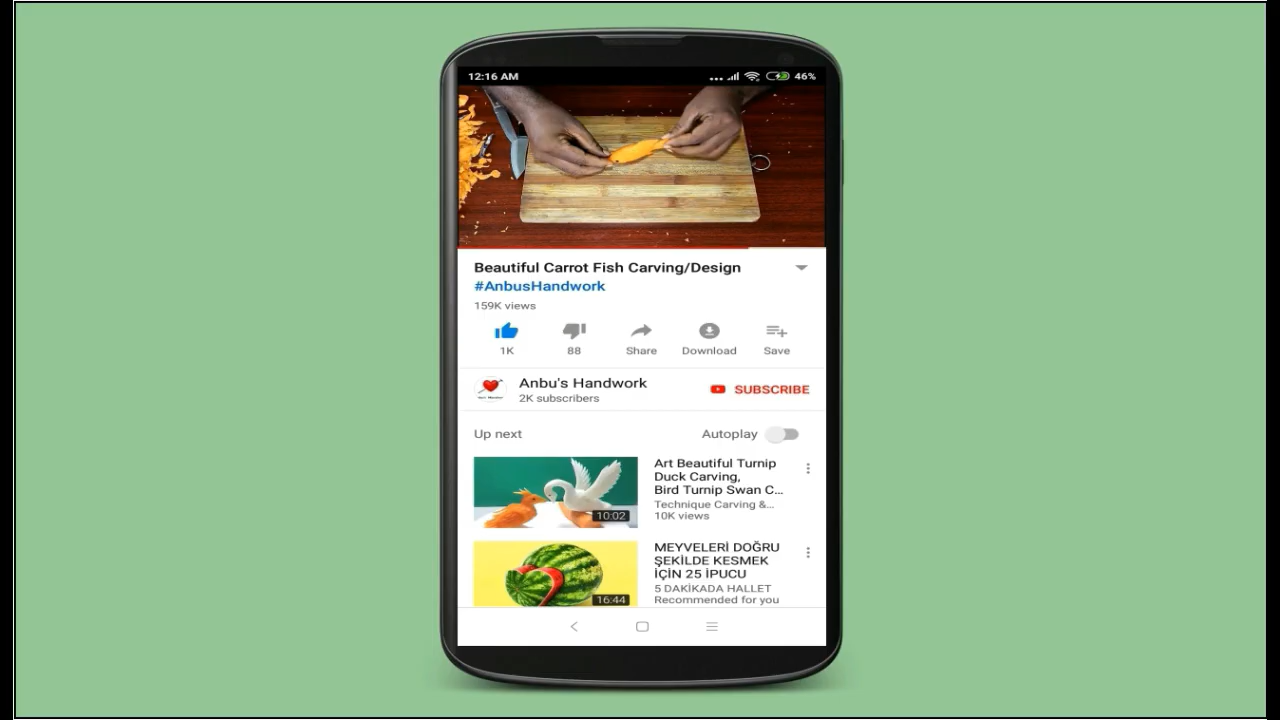 12:16 AM
46%
Beautiful Carrot Fish Carving/Design
#AnbusHandwork
159K views
1K
88
Share
Download
Save
Anbu's Handwork
2K subscribers
SUBSCRIBE
Up next
Autoplay
Art Beautiful Turnip
Duck Carving,
Bird Turnip Swan C...
Technique Carving &...
10K views
10:02
MEYVELERİ DOĞRU
ŞEKİLDE KESMEK
İÇİN 25 İPUCU
5 DAKİKADA HALLET
Recommended for you
16:44